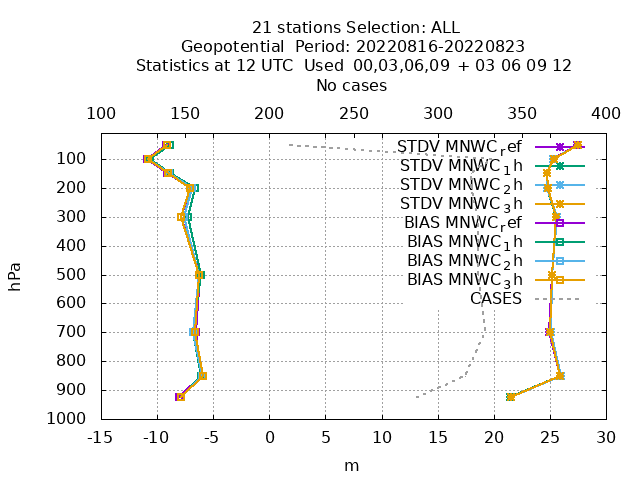 21 stations Selection: ALL
Geopotential  Period: 20220816-20220823
Statistics at 12 UTC  Used  00,03,06,09 + 03 06 09 12
No cases
100 150 200 250 300 350 400
STDV MNWC_ref
STDV MNWC_1h
STDV MNWC_2h
STDV MNWC_3h
BIAS MNWC_ref
BIAS MNWC_1h
BIAS MNWC_2h
BIAS MNWC_3h
CASES
hPa
100
200
300
400
500
600
700
800
900
1000
-15 -10 -5 0 5 10 15 20 25 30
m